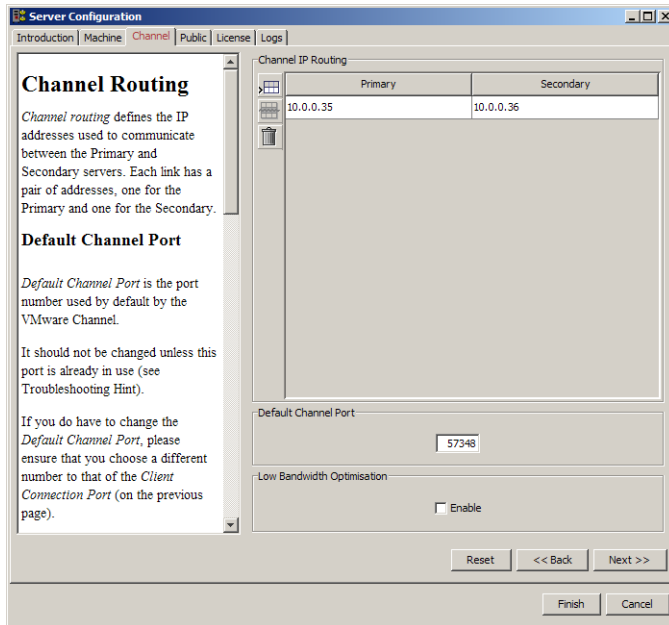 Server Configuration
Introduction Machine Channel Public License Logs
Channel Routing
Channel routing defines the IP
addresses used to communicate
between the Primary and
Secondary servers. Each link has a
pair of addresses, one for the
Primary and one for the Secondary.
Default Channel Port
Default Channel Port is the port
number used by default by the
VMware Channel.
It should not be changed unless this
port is already in use (see
Troubleshooting Hint).
If you do have to change the
Default Channel Port, please
ensure that you choose a different
number to that of the Client
Connection Port (on the previous
page).
Channel IP Routing
Primary Secondary
10.0.0.35 10.0.0.36
Default Channel Port
57348
Low Bandwidth Optimisation
Enable
Reset << Back Next >>
Finish Cancel